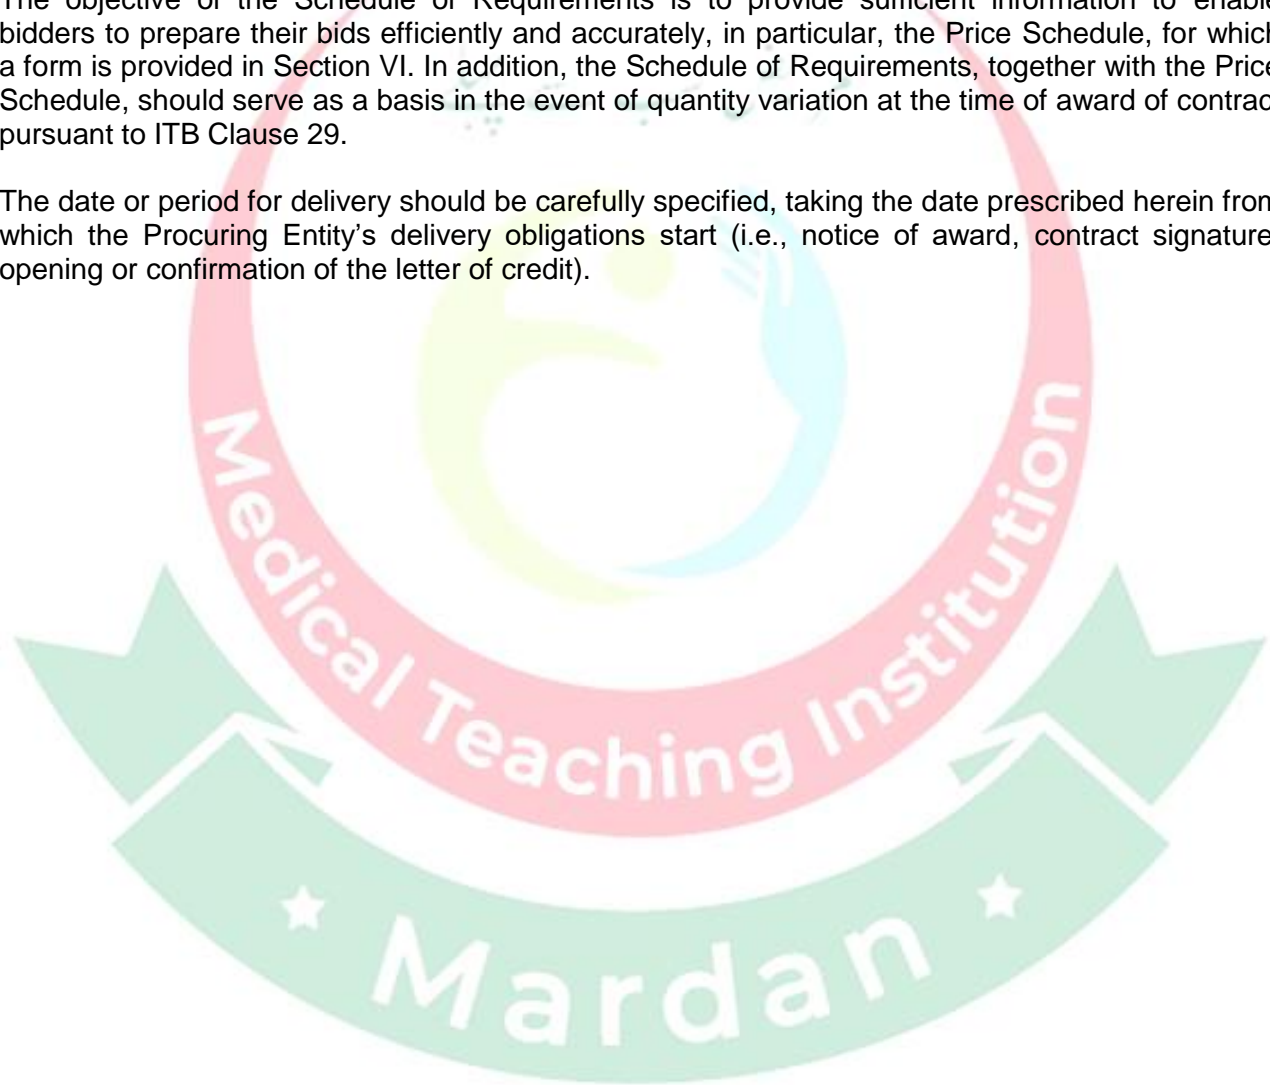 The objective of the Schedule of Requirements is to provide sufficient information to enable
bidders to prepare their bids efficiently and accurately, in particular, the Price Schedule, for which
a form is provided in Section VI. In addition, the Schedule of Requirements, together with the Price
Schedule, should serve as a basis in the event of quantity variation at the time of award of contrac
pursuant to ITB Clause 29.
The date or period for delivery should be carefully specified, taking the date prescribed herein from
which the Procuring Entity’s delivery obligations start (i.e., notice of award, contract signature,
opening or confirmation of the letter of credit).
Medical Teaching Institution
Mardan